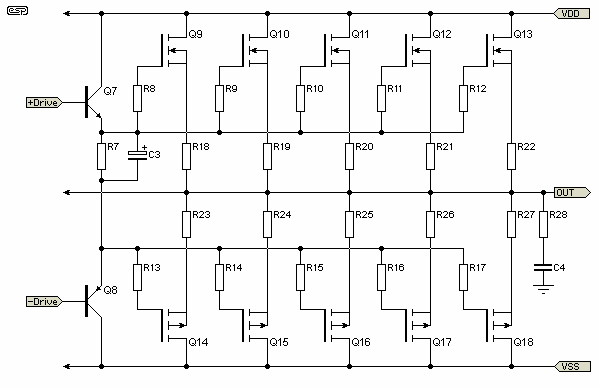 esp
VDD
Q9 Q10 Q11 Q12 Q13
Q7 R8 R9 R10 R11 R12
+Drive
R7 C3 + R18 R19 R20 R21 R22
OUT
R23 R24 R25 R26 R27 R28
R13 R14 R15 R16 R17 C4
Q8
-Drive
Q14 Q15 Q16 Q17 Q18
VSS